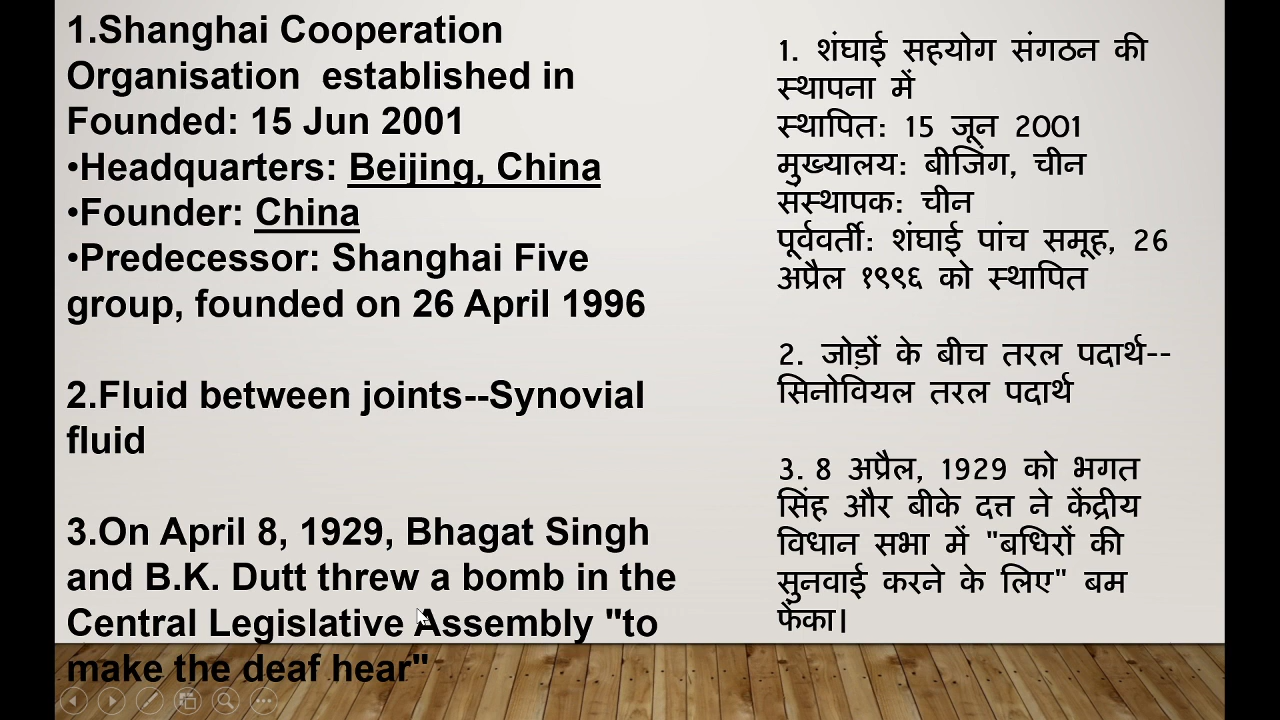 1.Shanghai Cooperation
Organisation established in
Founded: 15 Jun 2001
•Headquarters: Beijing, China
•Founder: China
•Predecessor: Shanghai Five
group, founded on 26 April 1996
2.Fluid between joints--Synovial
fluid
3.On April 8, 1929, Bhagat Singh
and B.K. Dutt threw a bomb in the
Central Legislative Assembly "to
make the deaf hear"
1. शंघाई सहयोग संगठन की
स्थापना में
स्थापित: 15 जून 2001
मुख्यालय: बीजिंग, चीन
संस्थापक: चीन
पूर्ववर्ती: शंघाई पांच समूह, 26
अप्रैल १९९६ को स्थापित
2. जोड़ों के बीच तरल पदार्थ--
सिनोवियल तरल पदार्थ
3. 8 अप्रैल, 1929 को भगत
सिंह और बीके दत्त ने केंद्रीय
विधान सभा में "बधिरों की
सुनवाई करने के लिए" बम
फेंका।